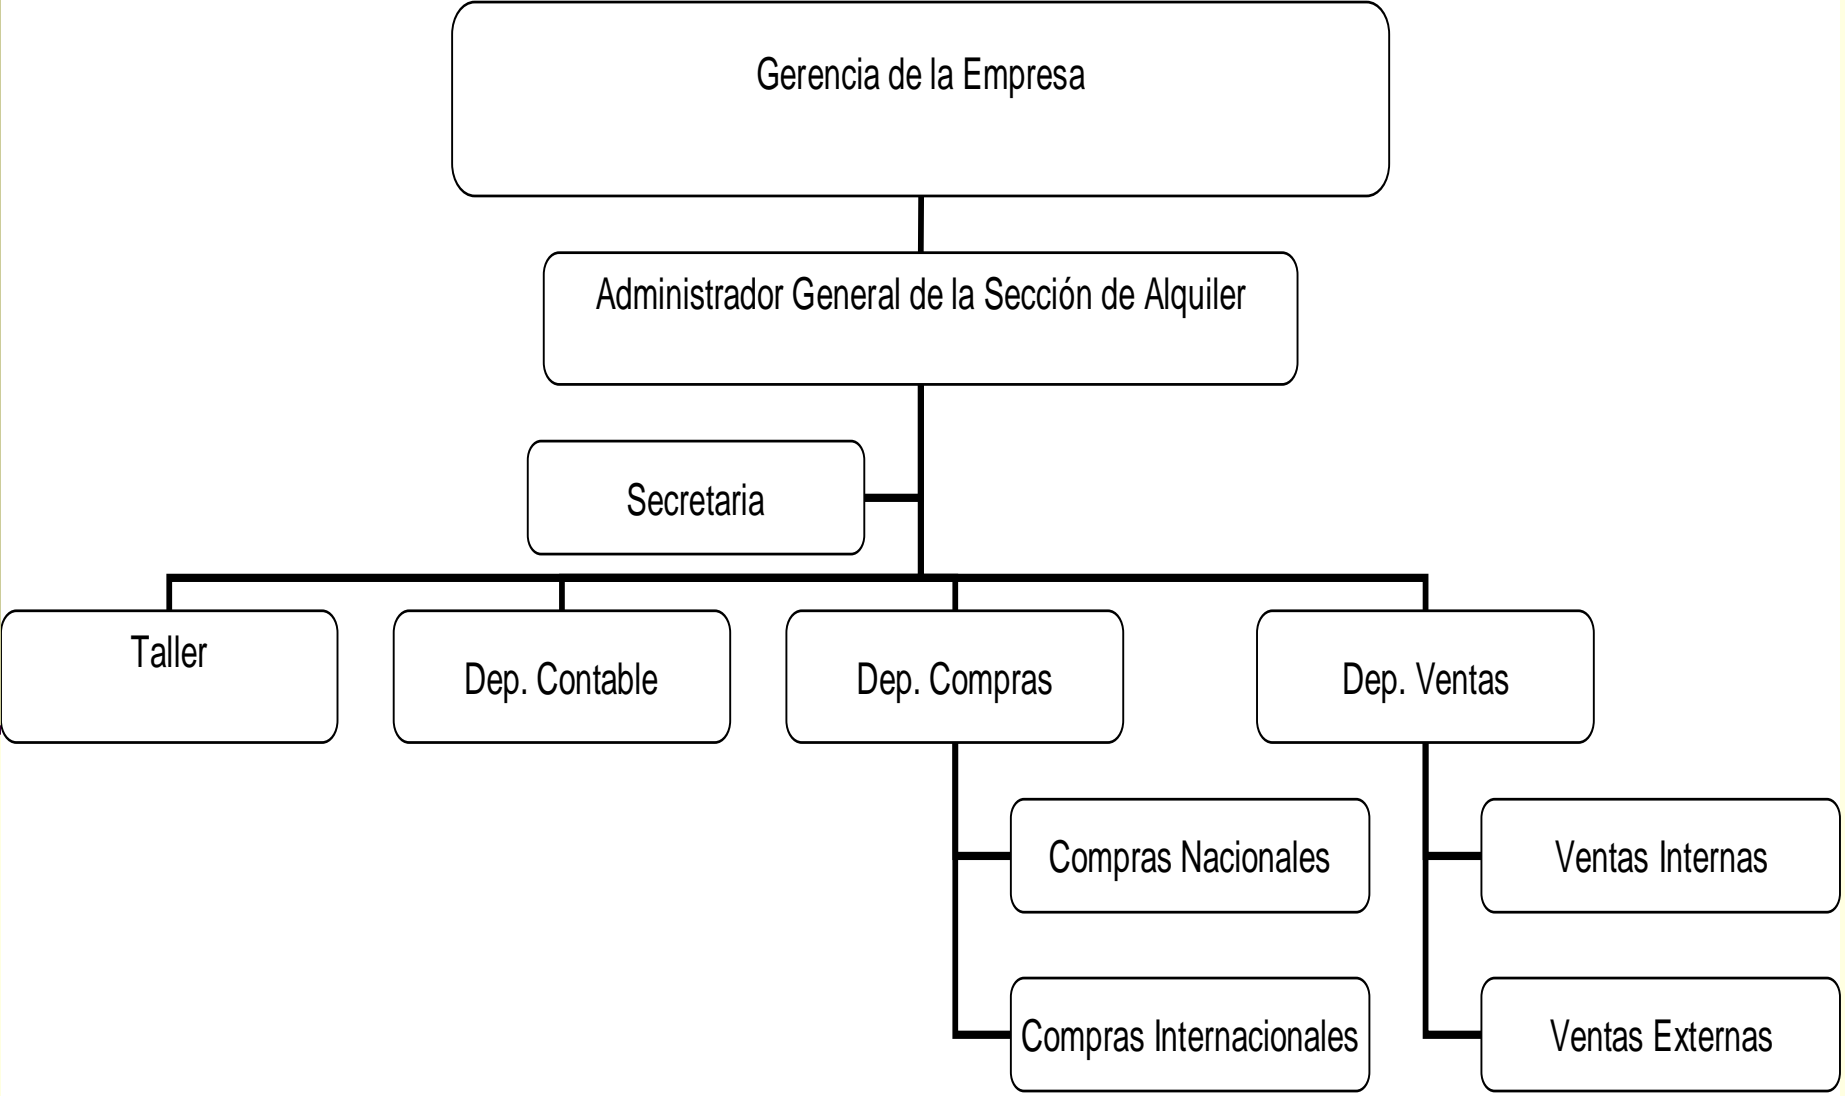 Gerencia de la Empresa
Administrador General de la Sección de Alquiler
Secretaria
Taller
Dep. Contable
Dep. Compras
Dep. Ventas
Compras Nacionales
Ventas Internas
Compras Internacionales
Ventas Externas